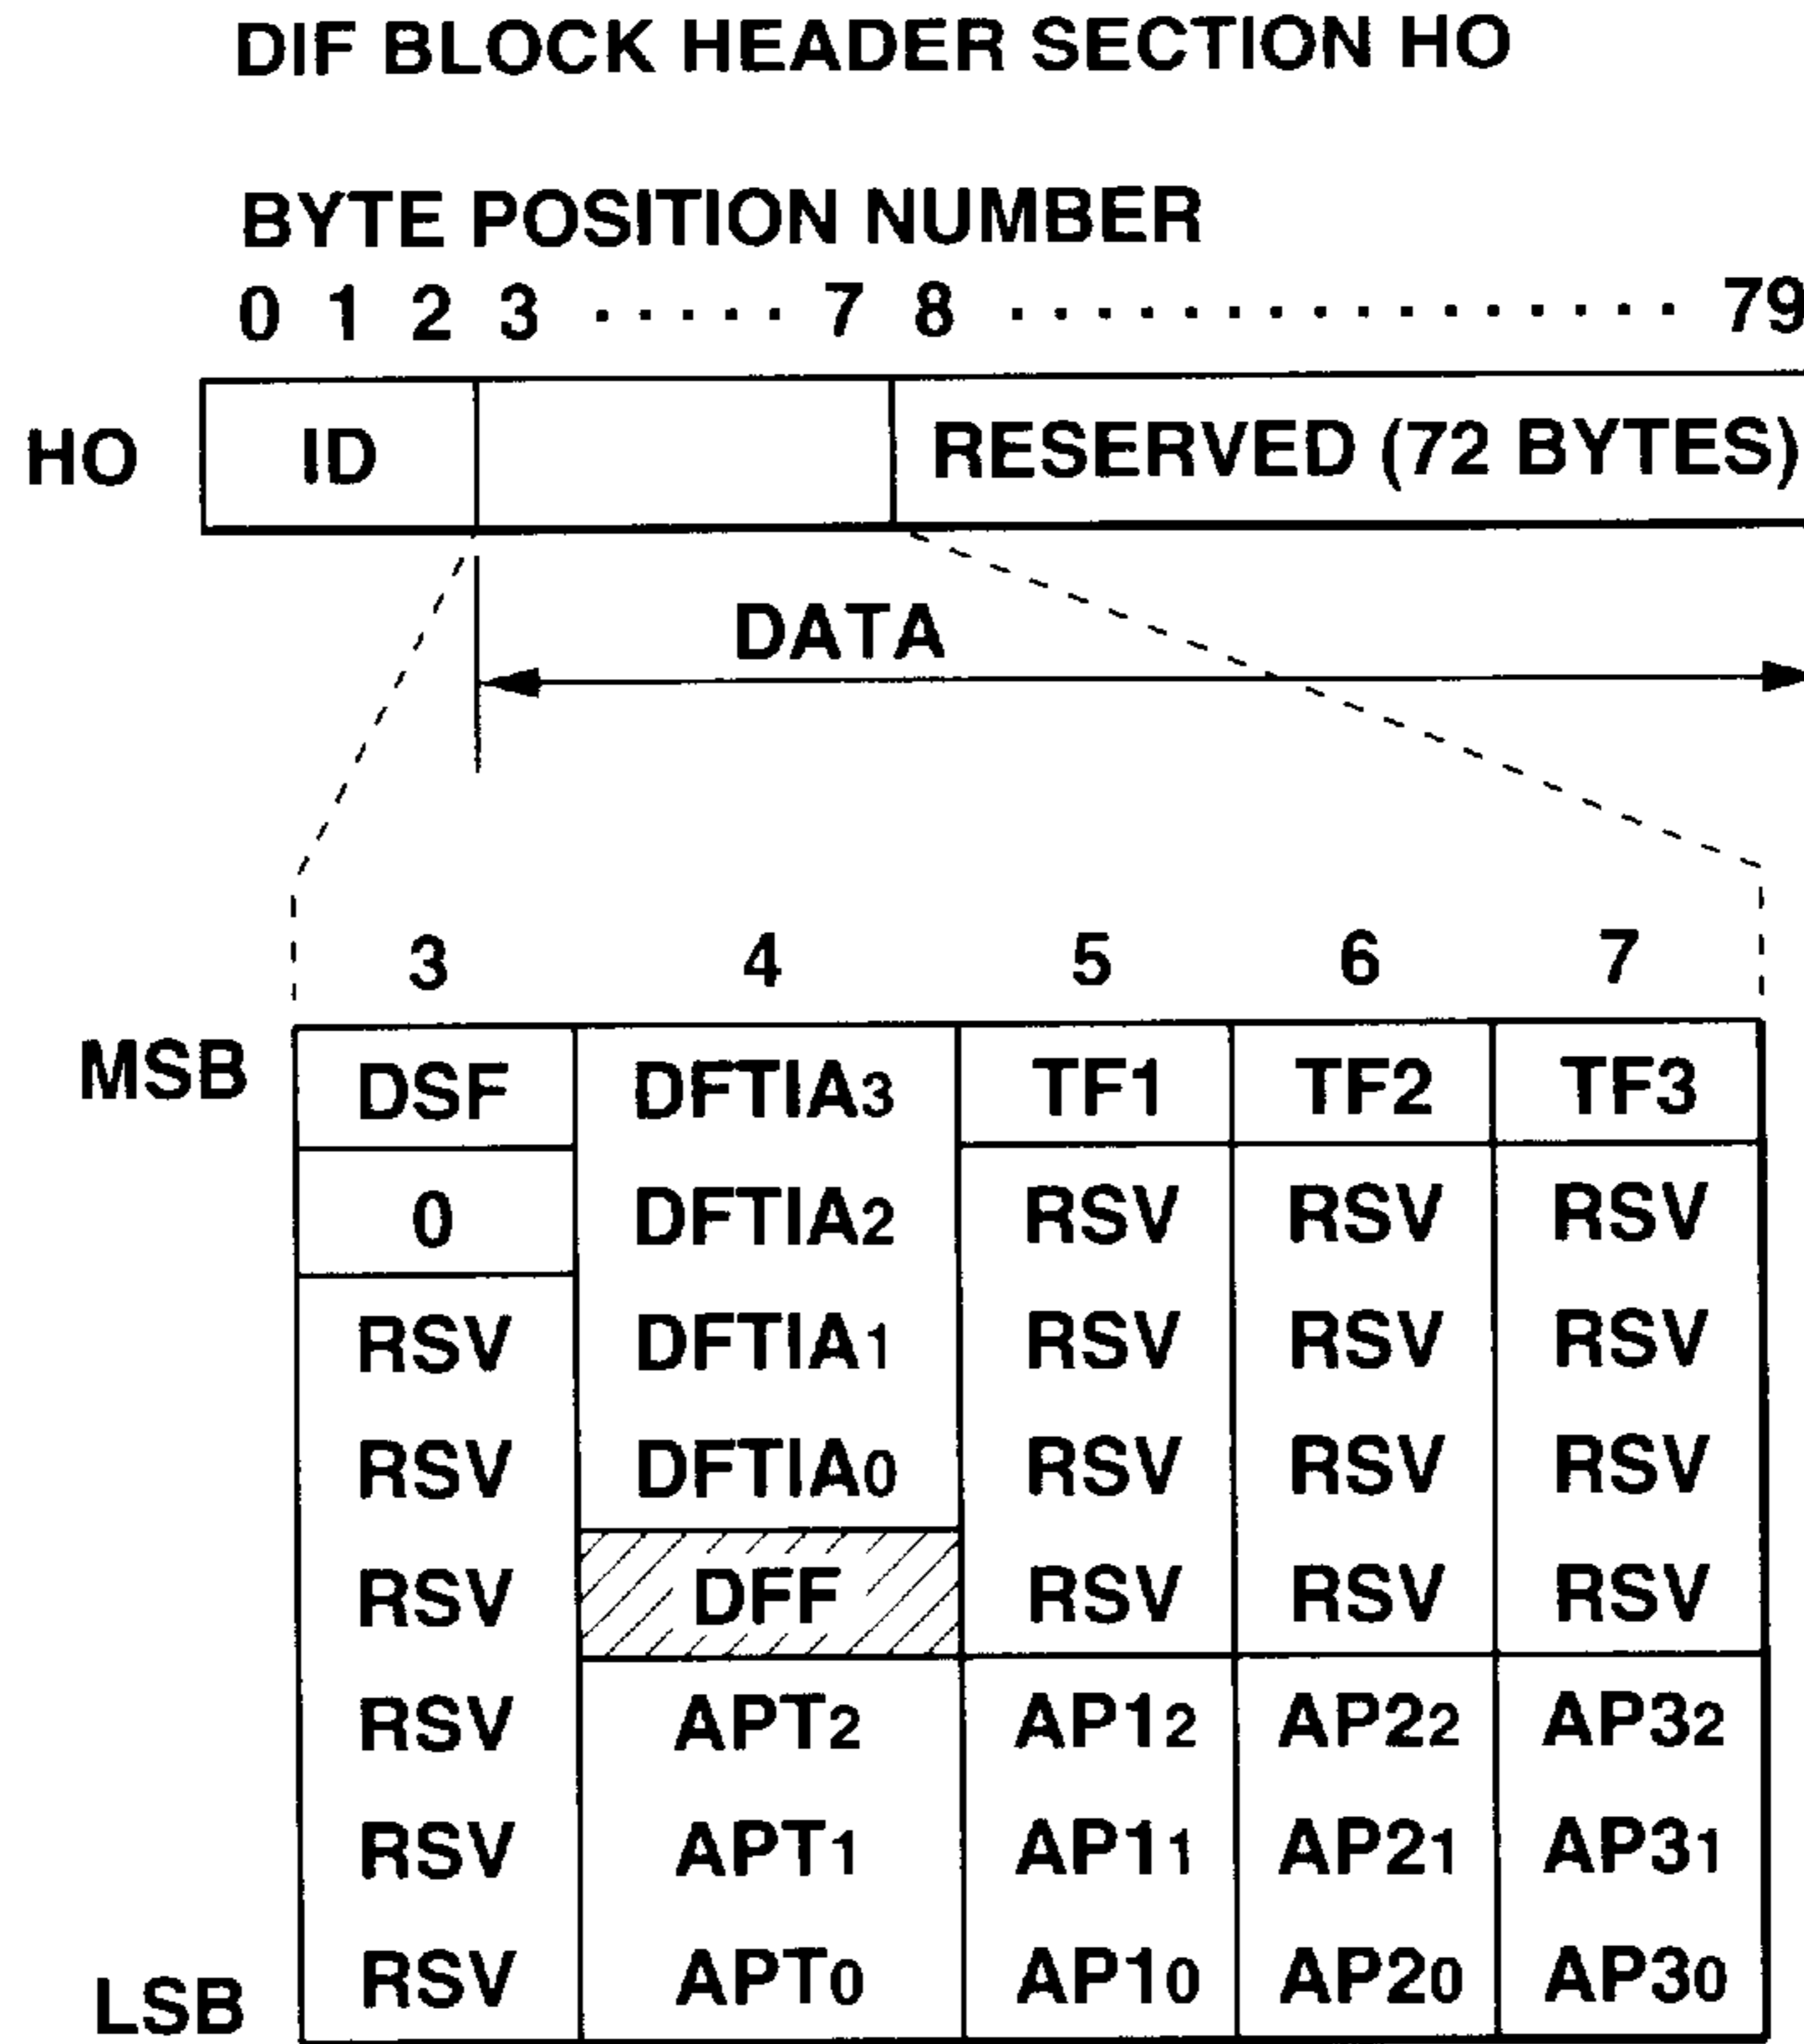 DIF BLOCK HEADER SECTION HO
BYTE POSITION NUMBER
0 1 2 3 ..... 7 8 ................ 79
HO ID RESERVED (72 BYTES)
DATA
3 4 5 6 7
MSB DSF DFTIA3 TF1 TF2 TF3
0 DFTIA2 RSV RSV RSV
RSV DFTIA1 RSV RSV RSV
RSV DFTIA0 RSV RSV RSV
RSV DFF RSV RSV RSV
RSV APT2 AP12 AP22 AP32
RSV APT1 AP11 AP21 AP31
LSB RSV APT0 AP10 AP20 AP30